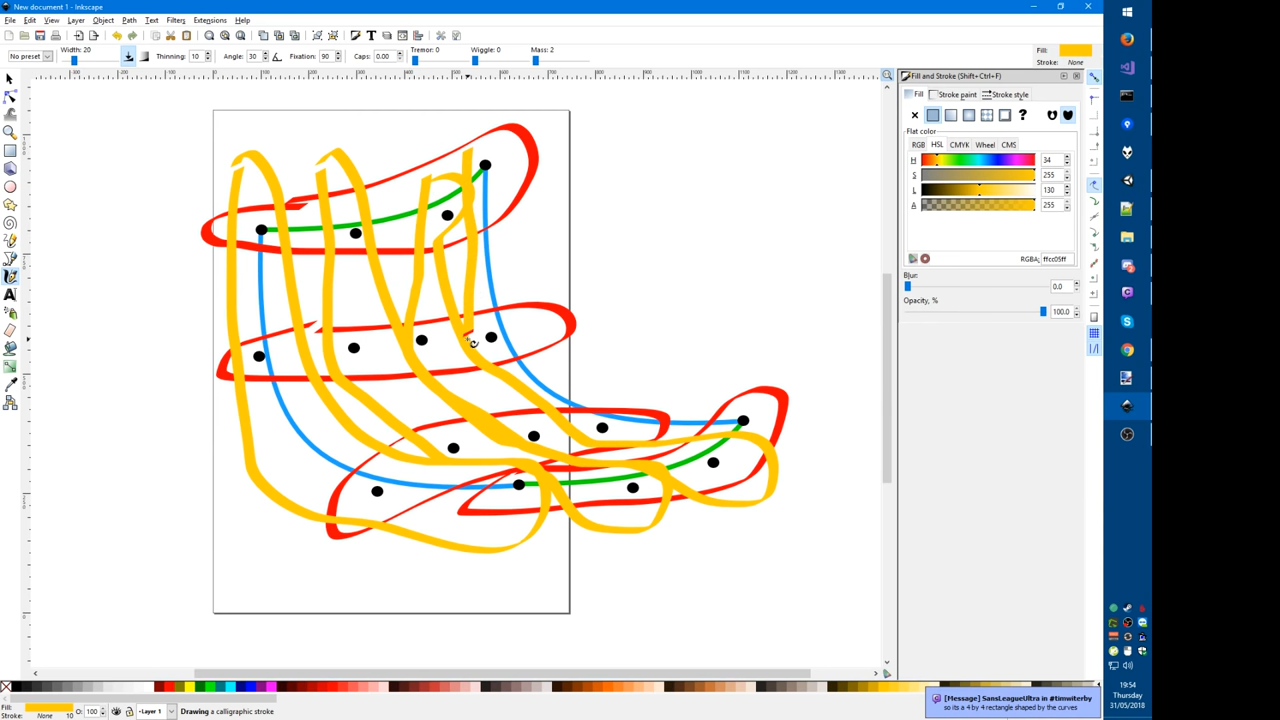 New document 1 - Inkscape
File Edit View Layer Object Path Text Filters Extensions Help
No preset Width: 20 Thinning: 10 Angle: 30 Fixation: 90 Caps: 0.00 Tremor: 0 Wiggle: 0 Mass: 2
Fill:
Stroke: None
Fill and Stroke (Shift+Ctrl+F)
Fill Stroke paint Stroke style
?
Flat color
RGB HSL CMYK Wheel CMS
H 34
S 255
L 130
A 255
RGBA: ffcc05ff
Blur:
0.0
Opacity, %
100.0
Fill:
Stroke: None 10 O: 100 Layer 1 Drawing a calligraphic stroke
[Message] SansLeagueUltra in #timwiterby
so its a 4 by 4 rectangle shaped by the curves
19:54
Thursday
31/05/2018